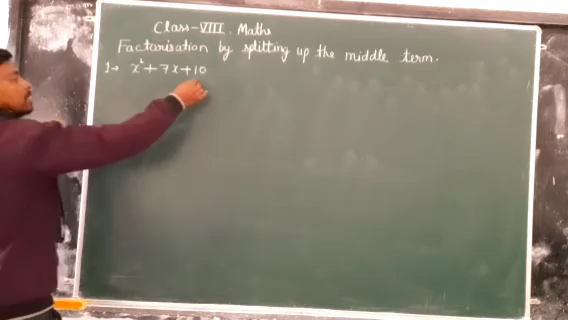 Class-VIII. Maths
Factorisation by splitting up the middle term.
1→ x²+7x+10